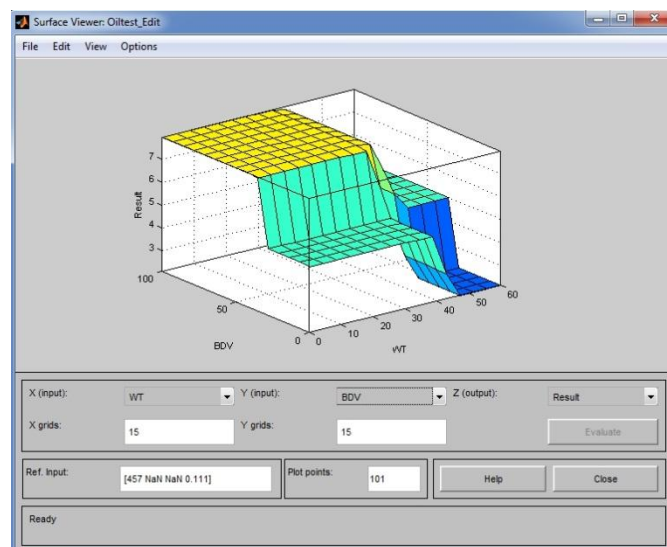 Surface Viewer: Oiltest_Edit
File Edit View Options
7
6
5
4
3
Result
100
50
0
BDV
0
10
20
30
40
50
60
WT
X (input): WT Y (input): BDV Z (output): Result
X grids: 15 Y grids: 15 Evaluate
Ref. Input: [457 NaN NaN 0.111] Plot points: 101 Help Close
Ready